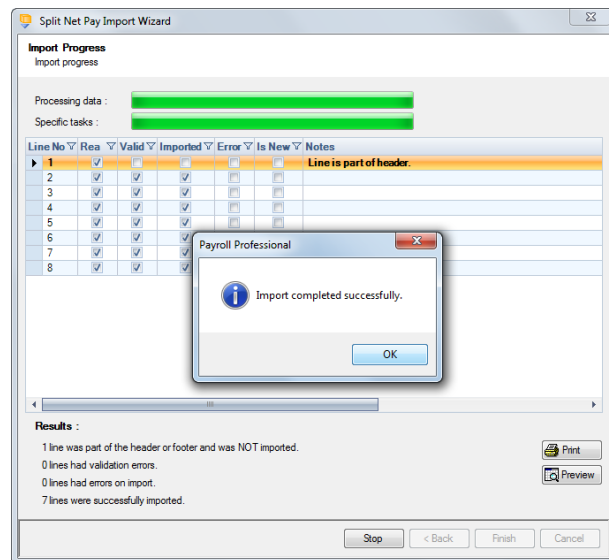 Split Net Pay Import Wizard
Import Progress
Import progress
Processing data :
Specific tasks :
Line No Rea Valid Imported Error Is New Notes
1 Line is part of header.
2
3
4
5
6
7
8
Payroll Professional
Import completed successfully.
OK
Results :
1 line was part of the header or footer and was NOT imported.
0 lines had validation errors.
0 lines had errors on import.
7 lines were successfully imported.
Print
Preview
Stop < Back Finish Cancel